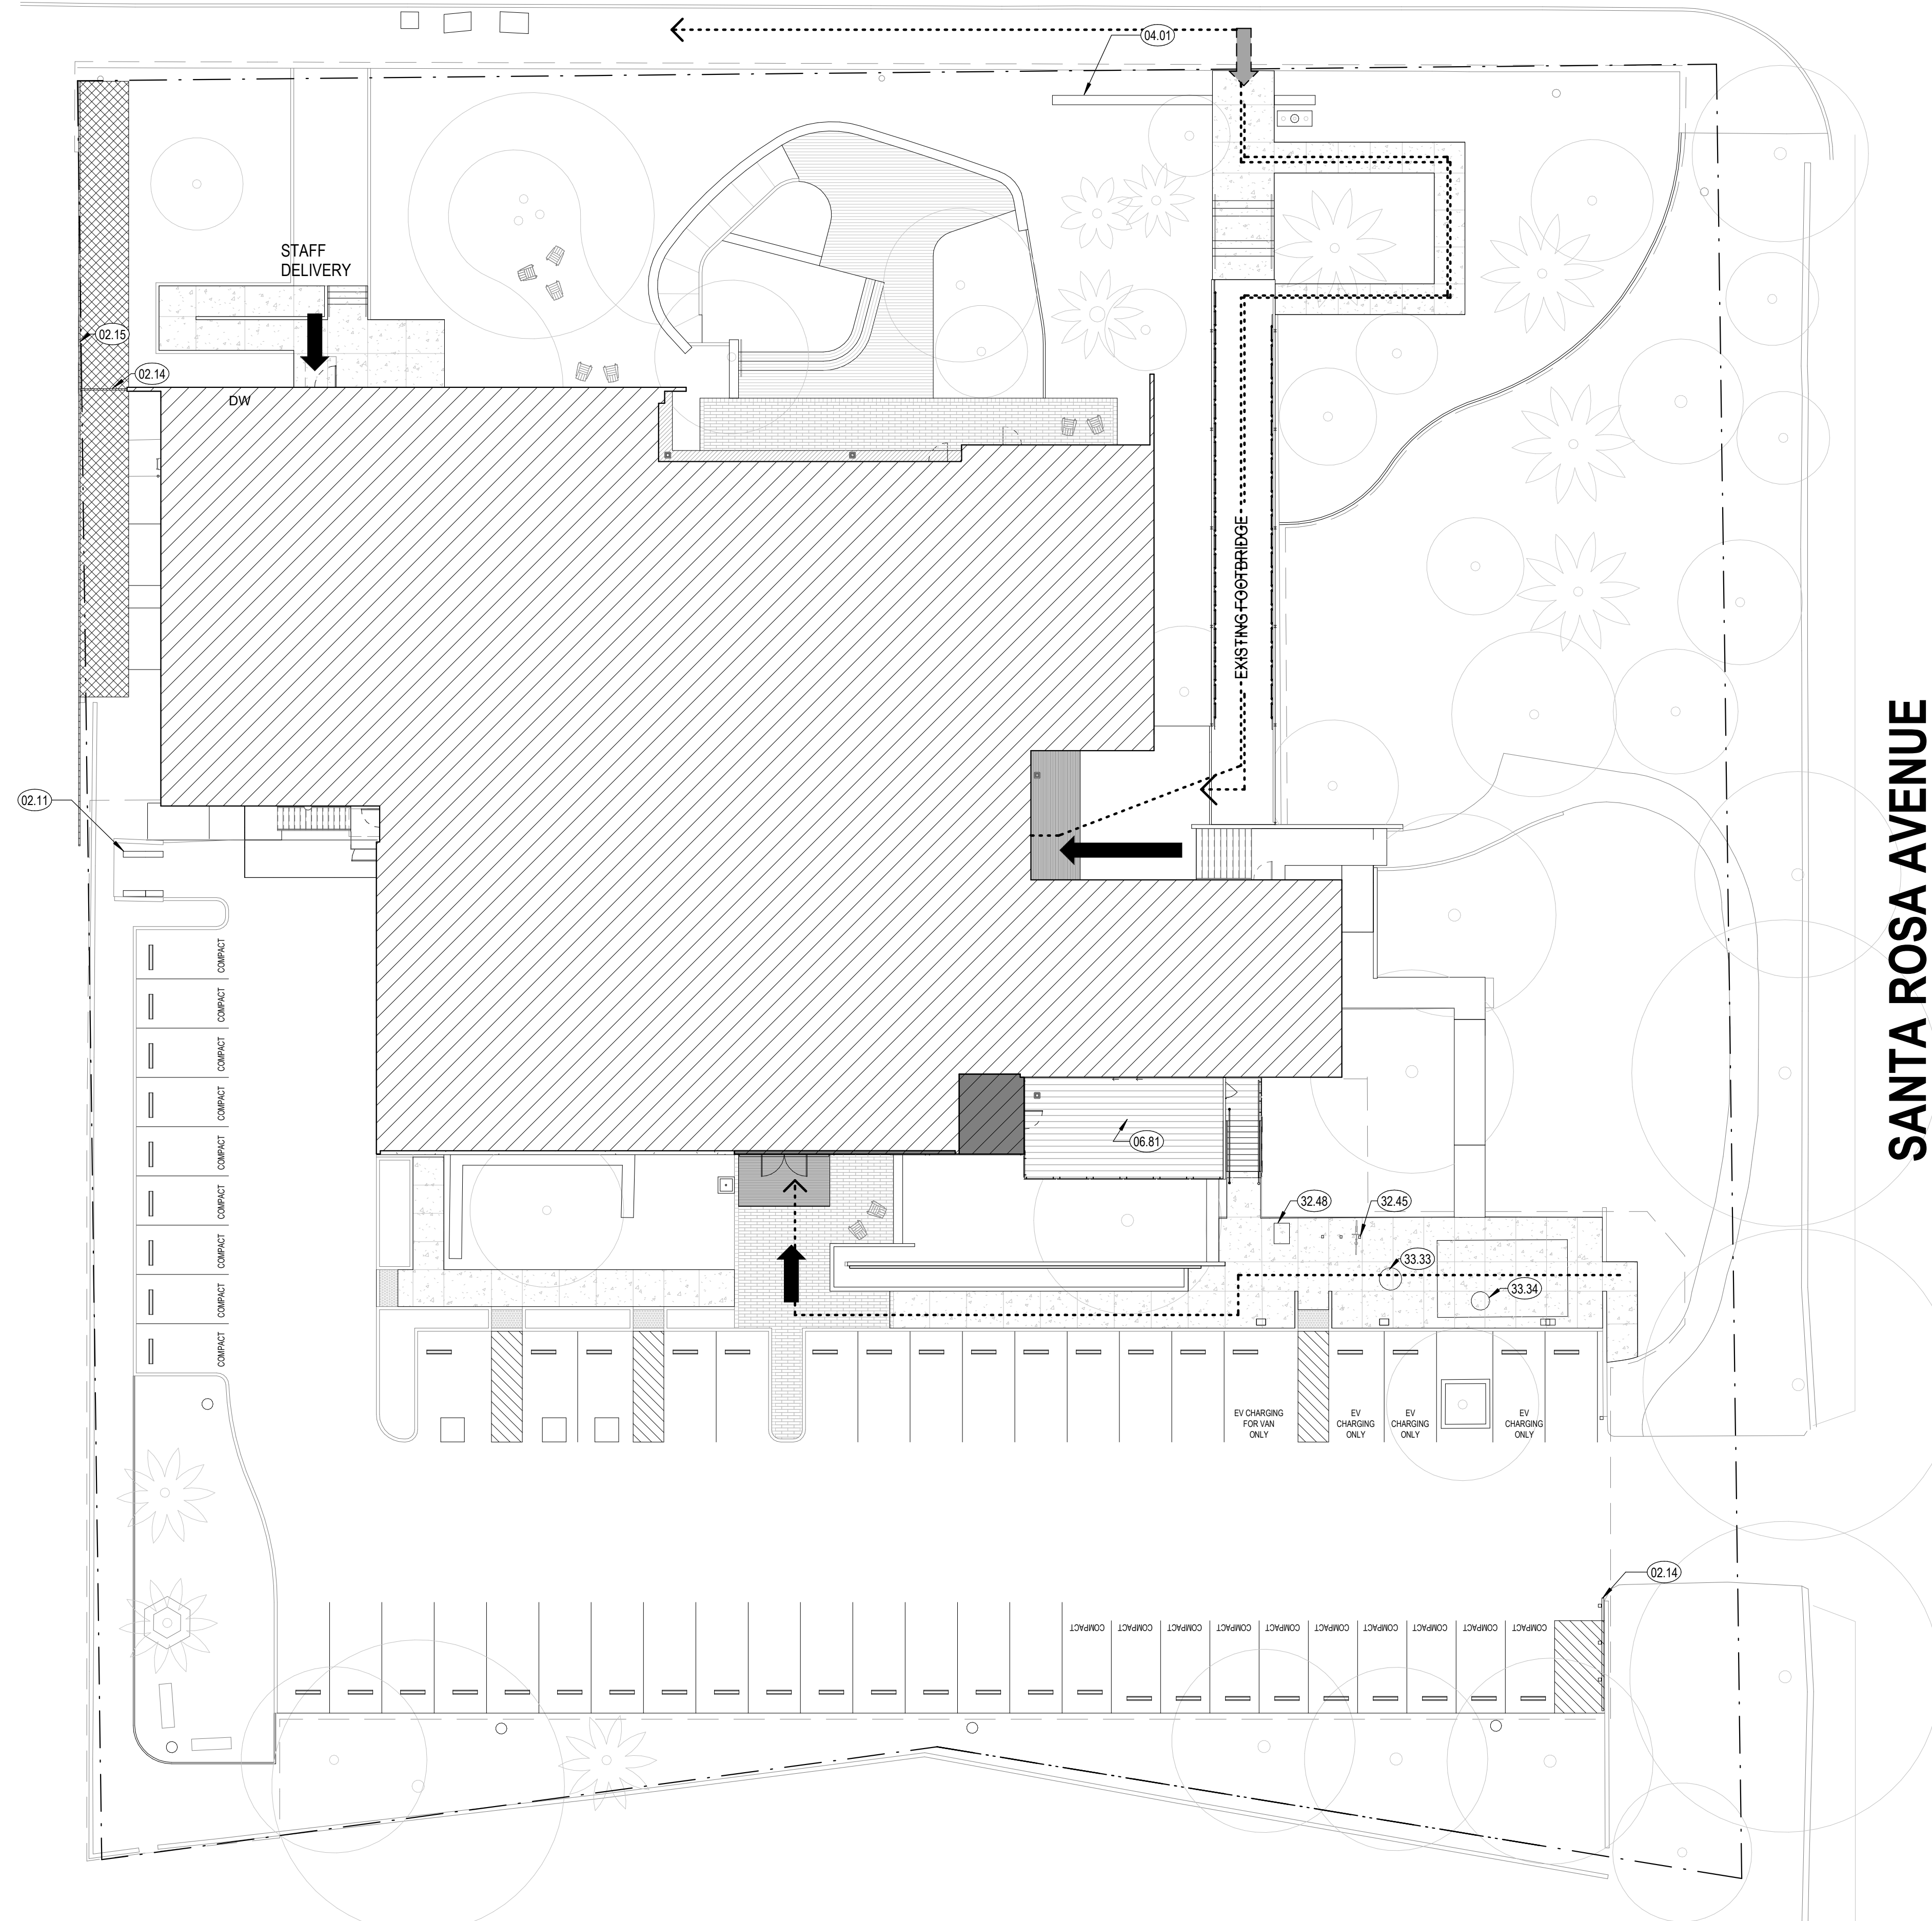 04.01
STAFF
DELIVERY
02.15
02.14
DW
EXISTING FOOTBRIDGE
SANTA ROSA AVENUE
02.11
COMPACT
COMPACT
COMPACT
COMPACT
COMPACT
COMPACT
COMPACT
COMPACT
COMPACT
06.81
32.48
32.45
33.33
33.34
EV CHARGING
FOR VAN
ONLY
EV
CHARGING
ONLY
EV
CHARGING
ONLY
EV
CHARGING
ONLY
02.14
COMPACT
COMPACT
COMPACT
COMPACT
COMPACT
COMPACT
COMPACT
COMPACT
COMPACT
COMPACT